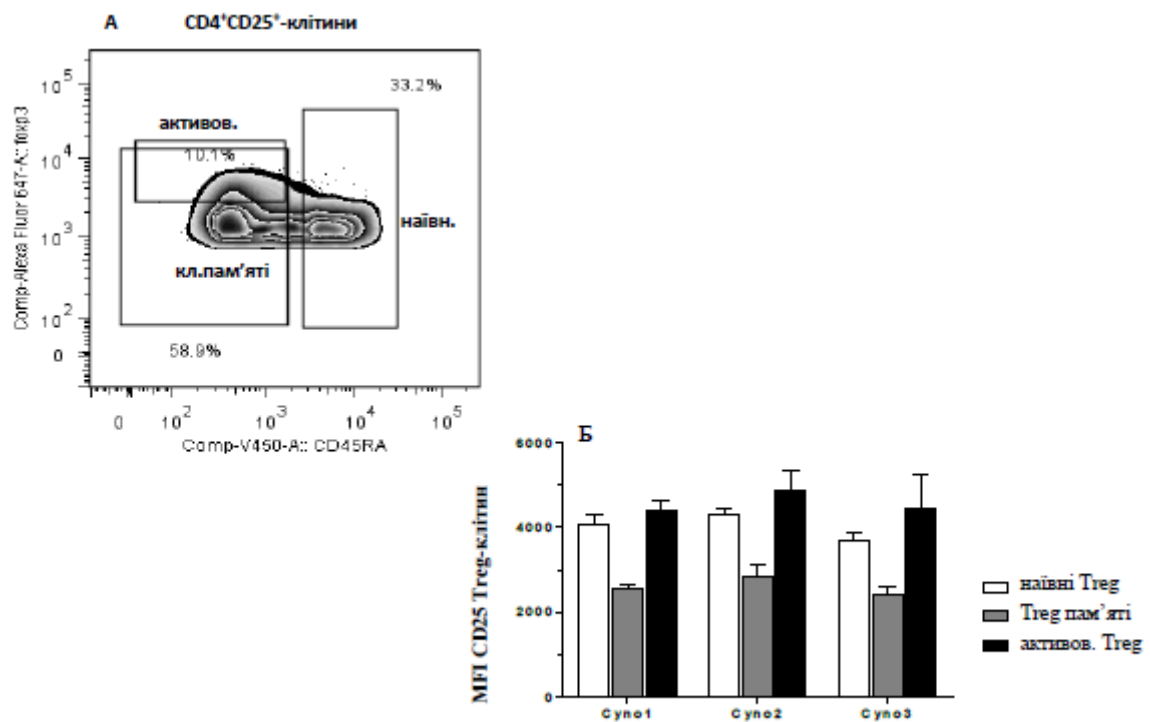 А CD4⁺CD25⁺-клітини
10⁵
33.2%
активов.
10⁴
10.1%
наївн.
10³
кл.пам'яті
10²
0
58.9%
0 10² 10³ 10⁴ 10⁵
Comp-Alexa Fluor 647-A:: foxp3
Comp-V450-A:: CD45RA
Б
6000
4000
2000
0
MFI CD25 Treg-клітин
Cyno1 Cyno2 Cyno3
наївні Treg
Treg пам'яті
активов. Treg